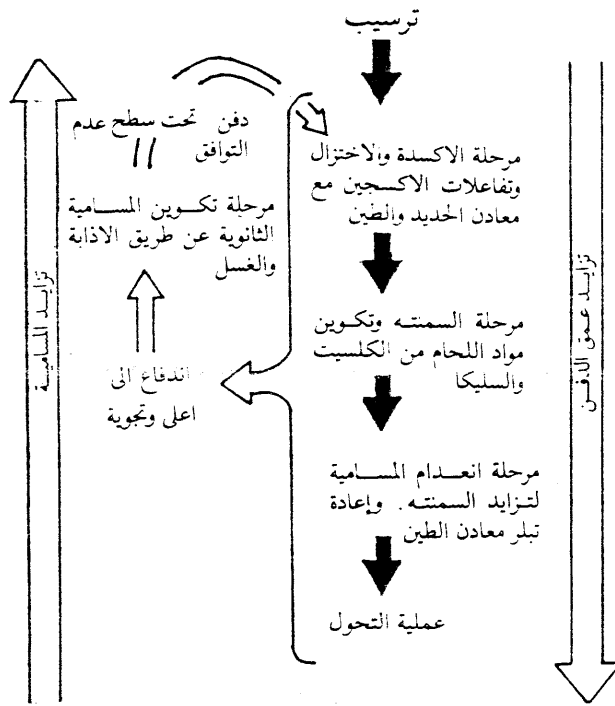 ترسيب
مرحلة الاكسدة والاختزال
وتفاعلات الاكسجين مع
معادن الحديد والطين
مرحلة السمنته وتكوين
مواد اللحام من الكلسيت
والسليكا
مرحلة انعدام المسامية
لتزايد السمنته. وإعادة
تبلر معادن الطين
عملية التحول
تزايد عمق الدفن
دفن تحت سطح عدم
التوافق
مرحلة تكوين المسامية
الثانوية عن طريق الاذابة
والغسل
اندفاع الى
اعلى وتجوية
تزايد المسامية